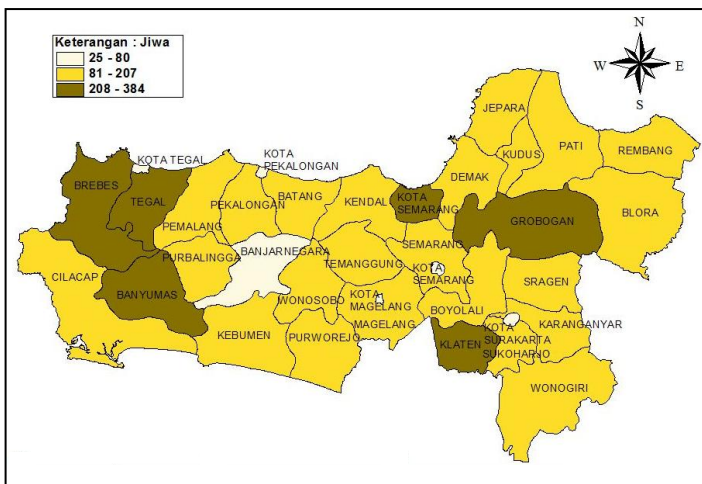 Keterangan : Jiwa
25 - 80
81 - 207
208 - 384
N
W
E
S
JEPARA
KUDUS
PATI
REMBANG
KOTA TEGAL
KOTA
PEKALONGAN
DEMAK
BREBES
TEGAL
PEKALONGAN
BATANG
KENDAL
KOTA
SEMARANG
GROBOGAN
BLORA
PEMALANG
SEMARANG
CILACAP
PURBALINGGA
BANJARNEGARA
TEMANGGUNG
KOTA
SEMARANG
SRAGEN
BANYUMAS
WONOSOBO
KOTA
MAGELANG
BOYOLALI
KEBUMEN
PURWOREJO
MAGELANG
KLATEN
KOTA
SURAKARTA
SUKOHARJO
KARANGANYAR
WONOGIRI